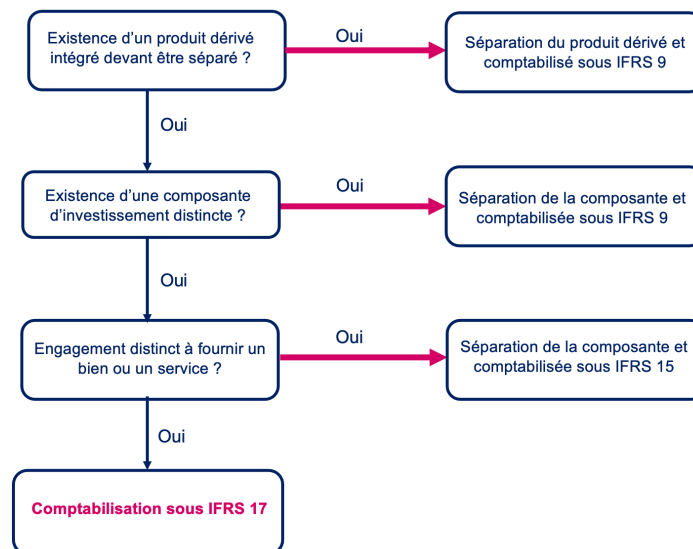 Existence d'un produit dérivé
intégré devant être séparé ?
Oui
Séparation du produit dérivé et
comptabilisé sous IFRS 9
Oui
Existence d'une composante
d'investissement distincte ?
Oui
Séparation de la composante et
comptabilisée sous IFRS 9
Oui
Engagement distinct à fournir un
bien ou un service ?
Oui
Séparation de la composante et
comptabilisée sous IFRS 15
Oui
Comptabilisation sous IFRS 17